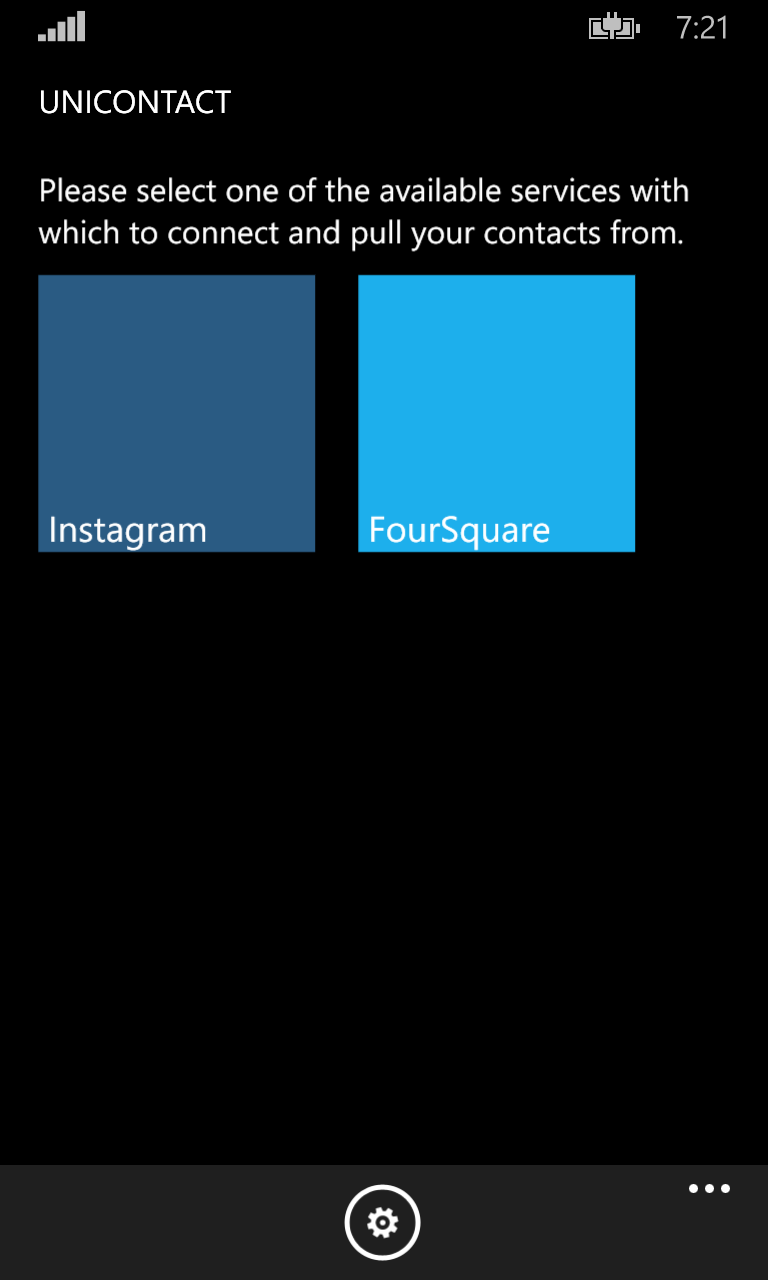 7:21
UNICONTACT
Please select one of the available services with
which to connect and pull your contacts from.
Instagram
FourSquare